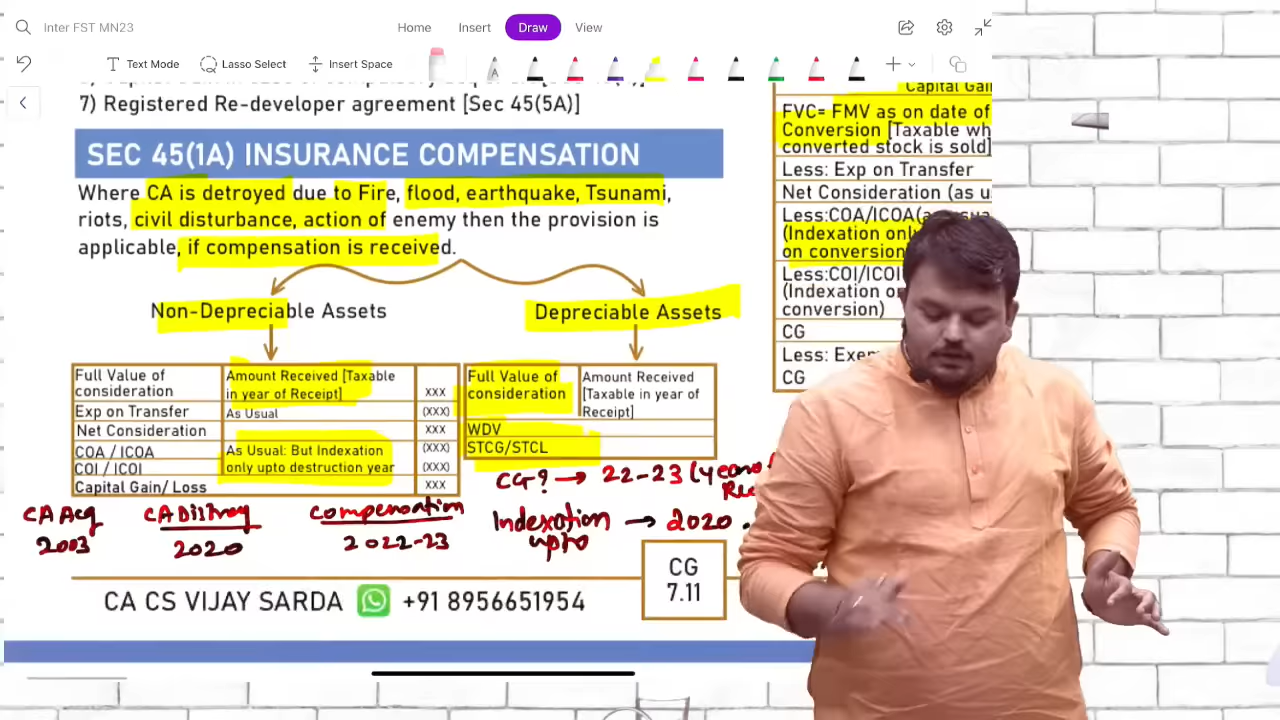 Inter FST MN23
Home Insert Draw View
Text Mode Lasso Select Insert Space
7) Registered Re-developer agreement [Sec 45(5A)]
SEC 45(1A) INSURANCE COMPENSATION
Where CA is detroyed due to Fire, flood, earthquake, Tsunami,
riots, civil disturbance, action of enemy then the provision is
applicable, if compensation is received.
Non-Depreciable Assets
Full Value of consideration Amount Received [Taxable in year of Receipt] XXX
Exp on Transfer As Usual (XXX)
Net Consideration XXX
COA / ICOA As Usual: But Indexation (XXX)
COI / ICOI only upto destruction year (XXX)
Capital Gain/ Loss XXX
Depreciable Assets
Full Value of consideration Amount Received [Taxable in year of Receipt]
WDV
STCG/STCL
CG? → 22-23
CA Acq CA Distroy Compensation
2003 2020 2022-23
Indexation upto → 2020
CG
7.11
CA CS VIJAY SARDA +91 8956651954
Capital Gai
FVC= FMV as on date of
Conversion [Taxable wh
converted stock is sold]
Less: Exp on Transfer
Net Consideration (as u
Less:COA/ICOA
(Indexation only
on conversion
Less:COI/ICOI
(Indexation
conversion)
CG
Less: Exe
CG